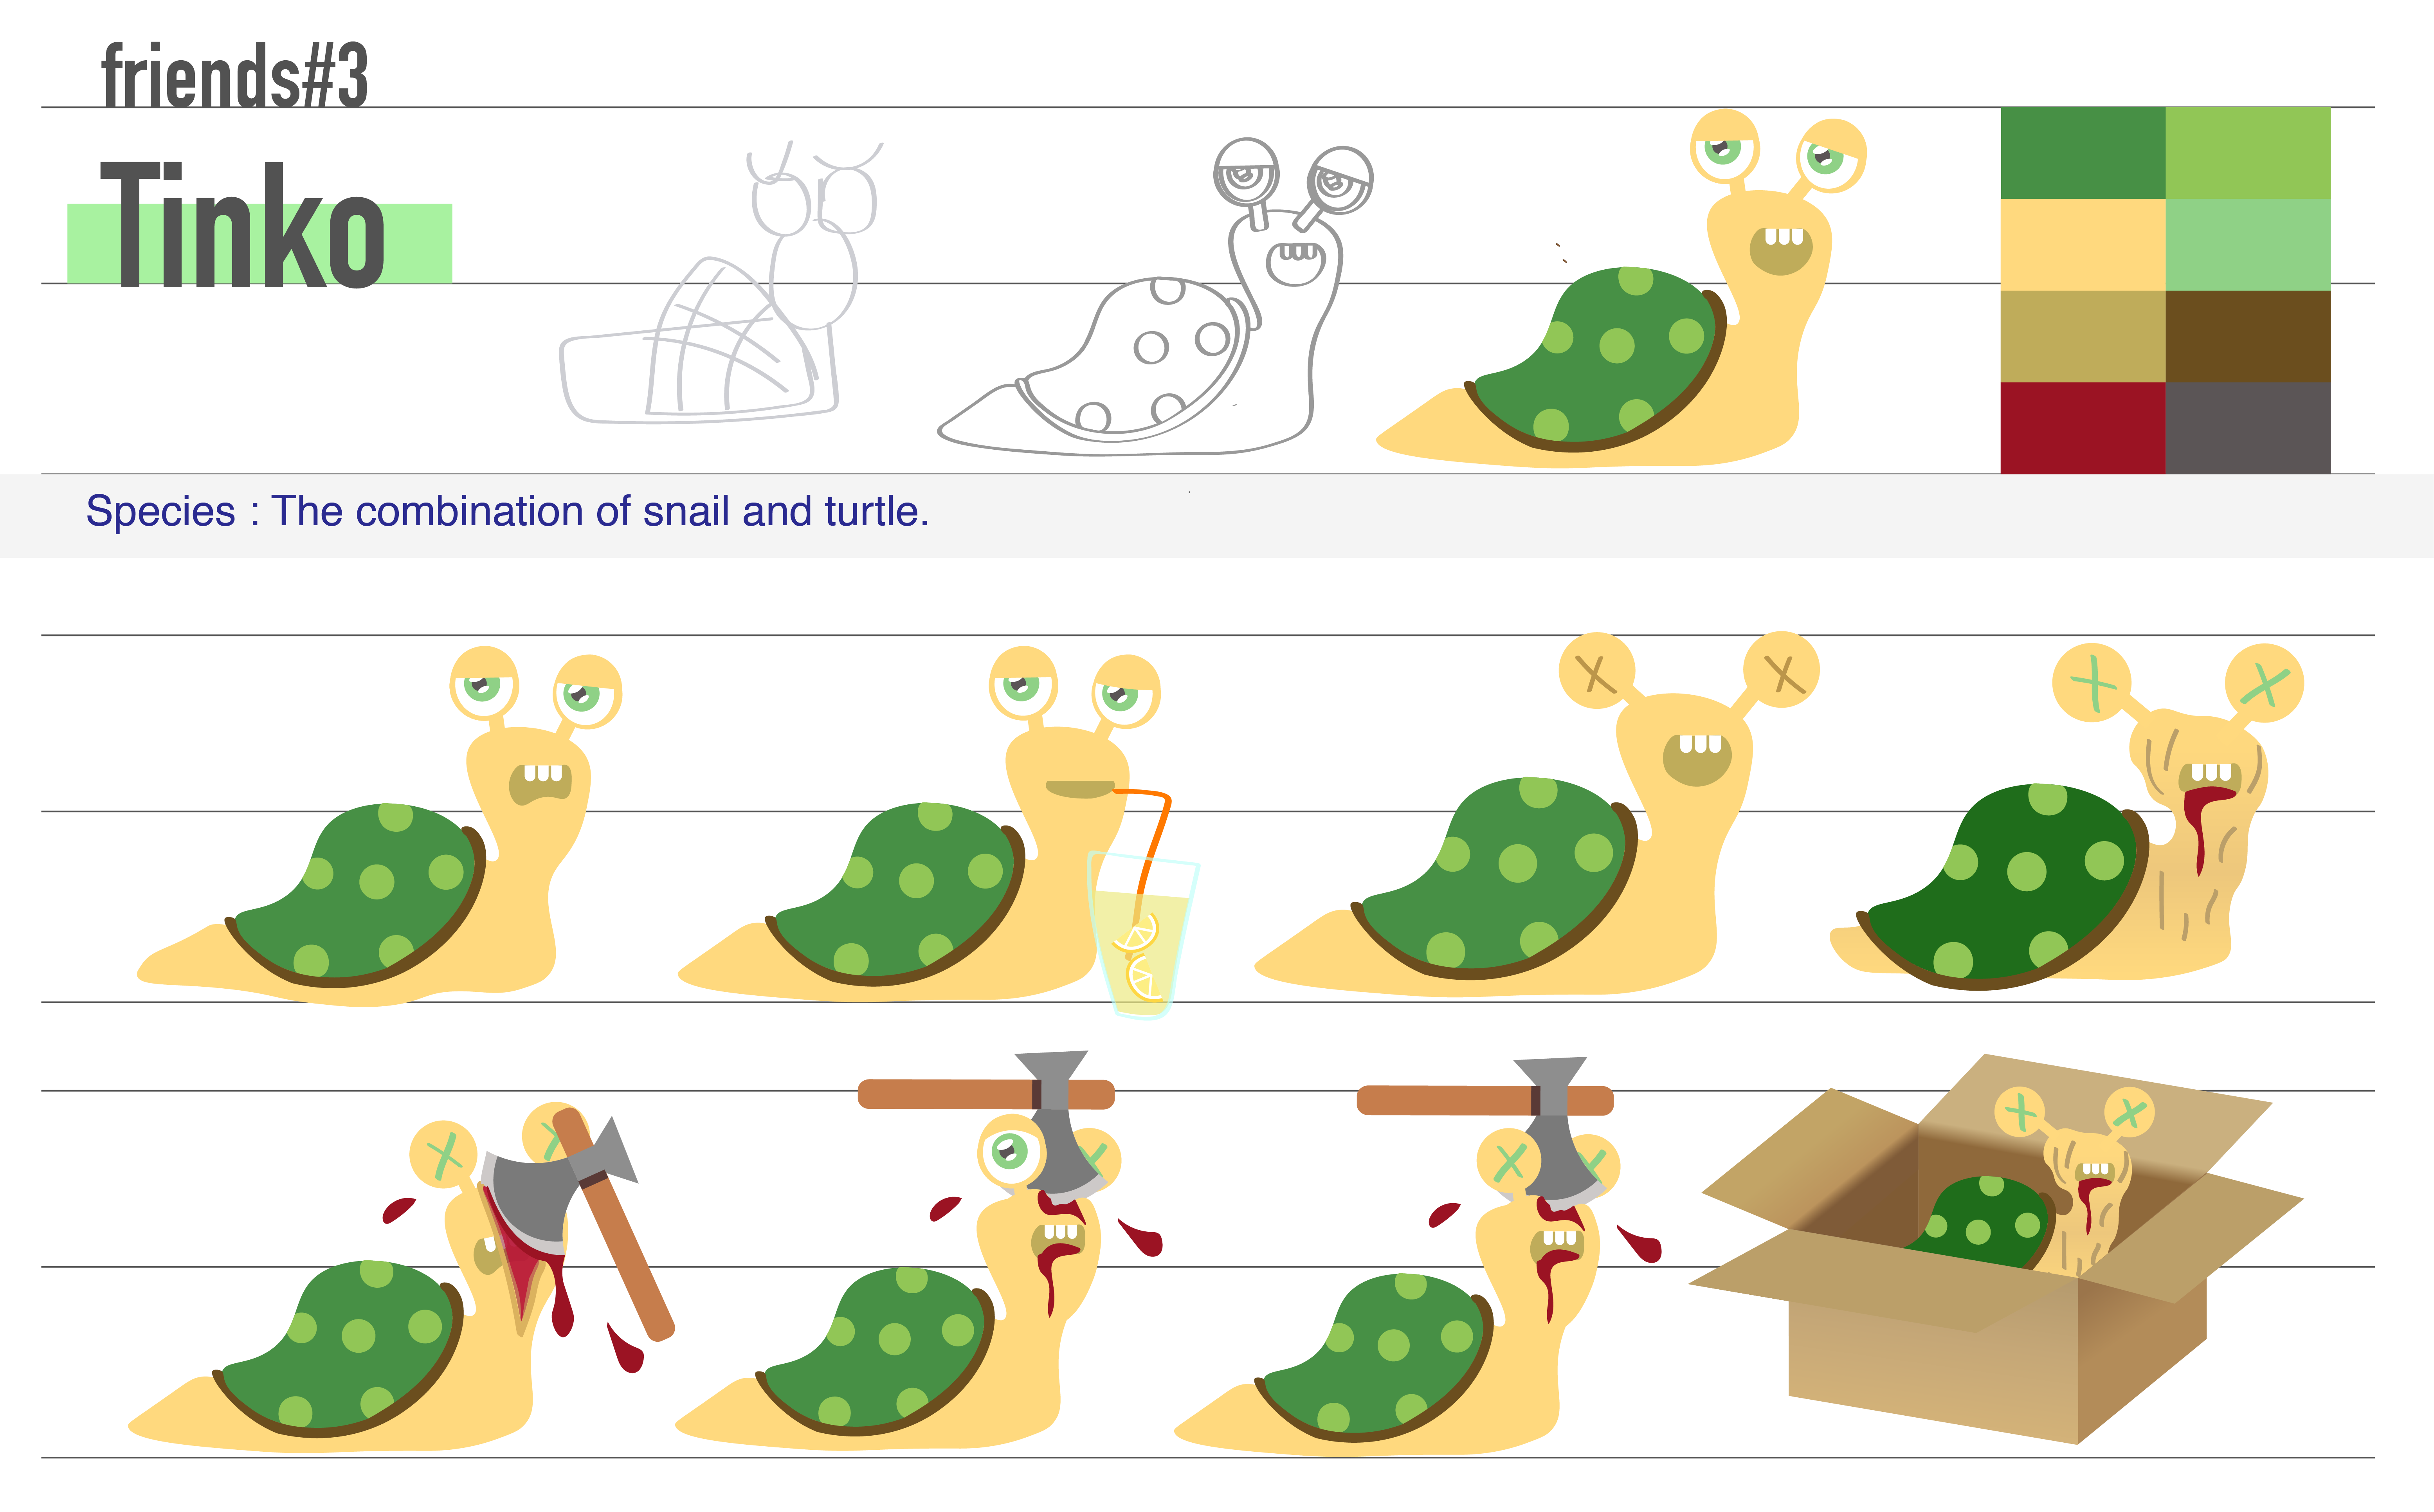 friends#3
Tinko
Species : The combination of snail and turtle.